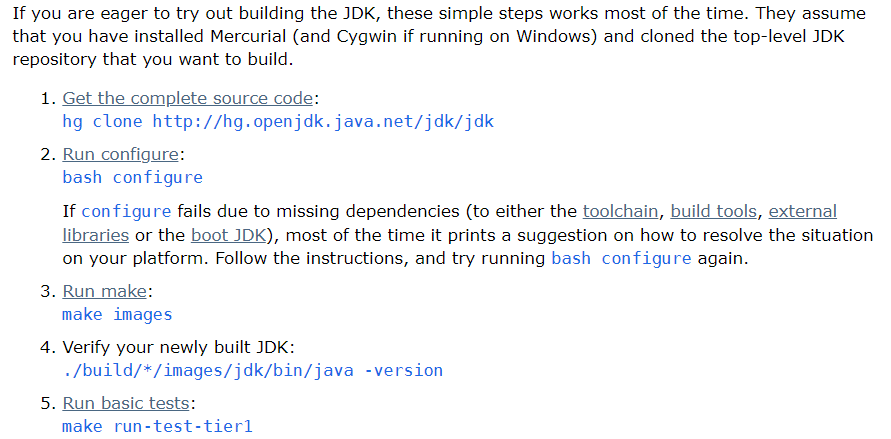 If you are eager to try out building the JDK, these simple steps works most of the time. They assume
that you have installed Mercurial (and Cygwin if running on Windows) and cloned the top-level JDK
repository that you want to build.
1. Get the complete source code:
hg clone http://hg.openjdk.java.net/jdk/jdk
2. Run configure:
bash configure
If configure fails due to missing dependencies (to either the toolchain, build tools, external
libraries or the boot JDK), most of the time it prints a suggestion on how to resolve the situation
on your platform. Follow the instructions, and try running bash configure again.
3. Run make:
make images
4. Verify your newly built JDK:
./build/*/images/jdk/bin/java -version
5. Run basic tests:
make run-test-tier1